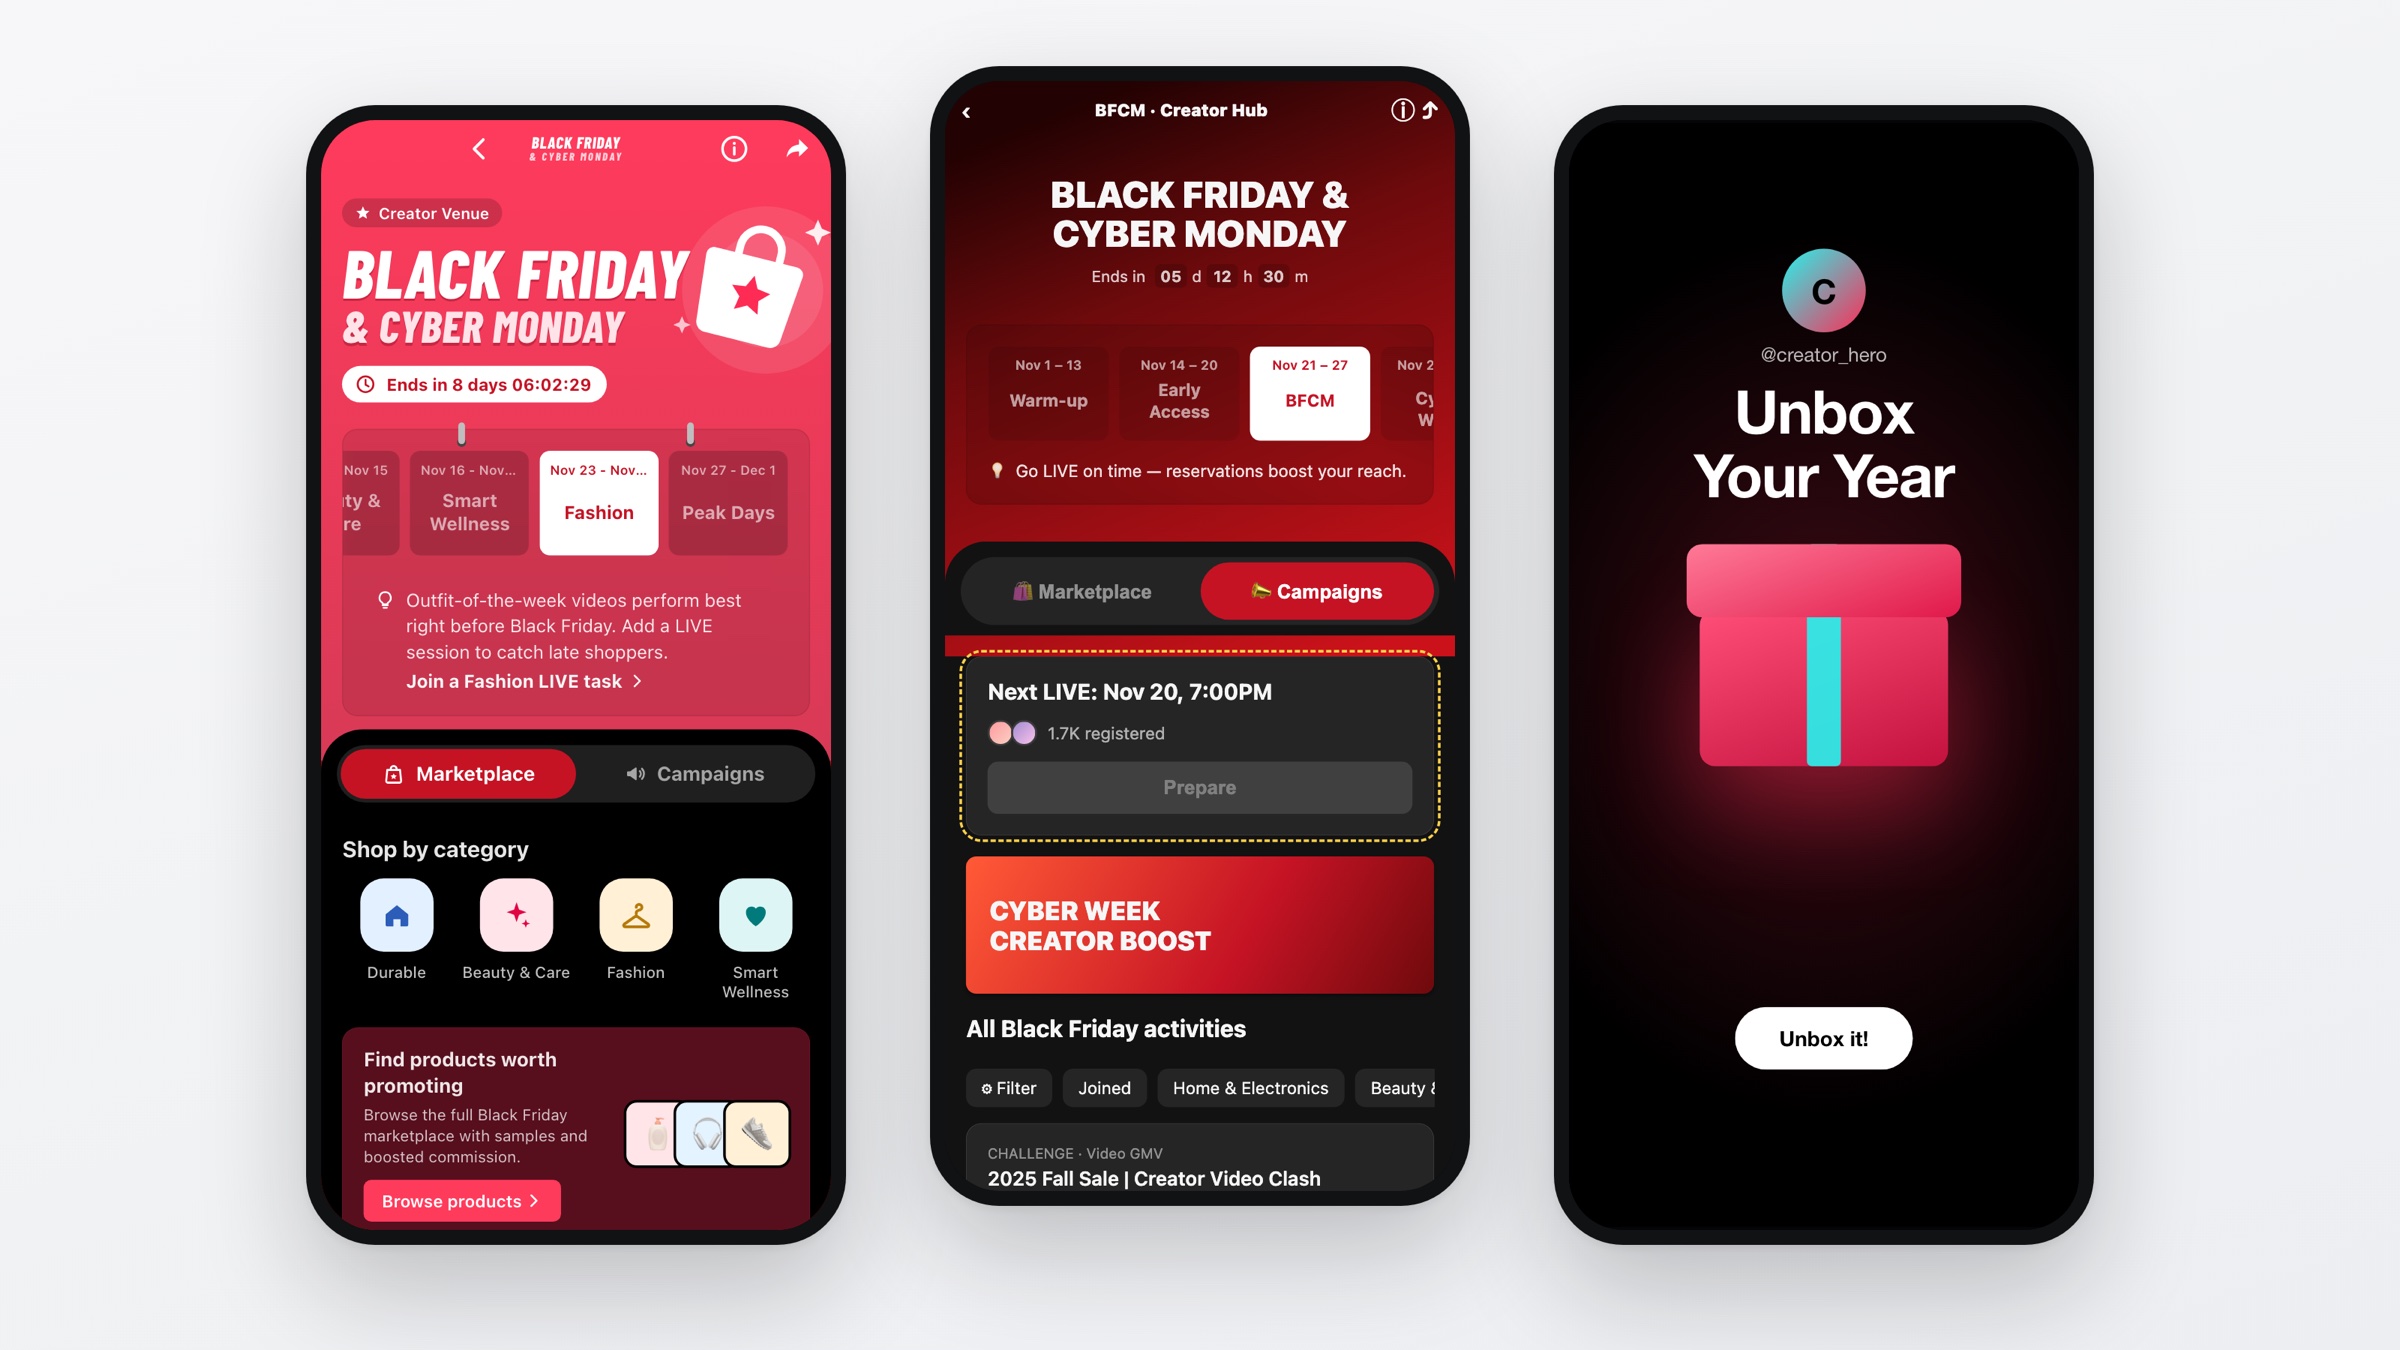 BLACK FRIDAY
& CYBER MONDAY
Creator Venue
BLACK FRIDAY
& CYBER MONDAY
Ends in 8 days 06:02:29
Nov 15
Nov 16 - Nov...
Nov 23 - Nov...
Nov 27 - Dec 1
ty &
re
Smart
Wellness
Fashion
Peak Days
Outfit-of-the-week videos perform best
right before Black Friday. Add a LIVE
session to catch late shoppers.
Join a Fashion LIVE task
Marketplace
Campaigns
Shop by category
Durable
Beauty & Care
Fashion
Smart
Wellness
Find products worth
promoting
Browse the full Black Friday
marketplace with samples and
boosted commission.
Browse products
BFCM · Creator Hub
BLACK FRIDAY &
CYBER MONDAY
Ends in 05 d 12 h 30 m
Nov 1 – 13
Warm-up
Nov 14 – 20
Early
Access
Nov 21 – 27
BFCM
Nov 2
Cy
W
Go LIVE on time — reservations boost your reach.
Marketplace
Campaigns
Next LIVE: Nov 20, 7:00PM
1.7K registered
Prepare
CYBER WEEK
CREATOR BOOST
All Black Friday activities
Filter
Joined
Home & Electronics
Beauty &
CHALLENGE · Video GMV
2025 Fall Sale | Creator Video Clash
C
@creator_hero
Unbox
Your Year
Unbox it!